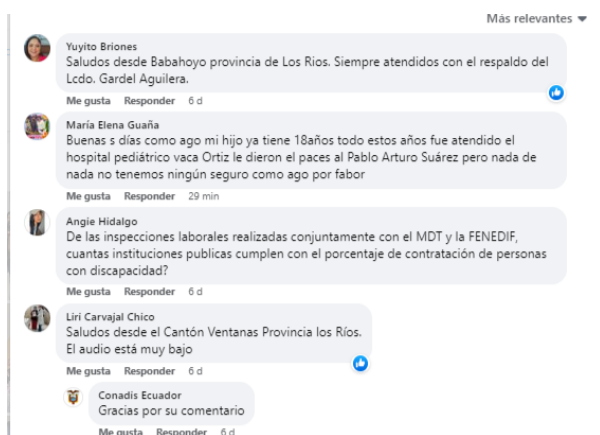 Más relevantes
Yuyito Briones
Saludos desde Babahoyo provincia de Los Rios. Siempre atendidos con el respaldo del
Lcdo. Gardel Aguilera.
Me gusta Responder 6 d
María Elena Guaña
Buenas s días como ago mi hijo ya tiene 18años todo estos años fue atendido el
hospital pediátrico vaca Ortiz le dieron el paces al Pablo Arturo Suárez pero nada de
nada no tenemos ningún seguro como ago por fabor
Me gusta Responder 29 min
Angie Hidalgo
De las inspecciones laborales realizadas conjuntamente con el MDT y la FENEDIF,
cuantas instituciones publicas cumplen con el porcentaje de contratación de personas
con discapacidad?
Me gusta Responder 6 d
Liri Carvajal Chico
Saludos desde el Cantón Ventanas Provincia los Ríos.
El audio está muy bajo
Me gusta Responder 6 d
Conadis Ecuador
Gracias por su comentario
Me gusta Responder 6 d